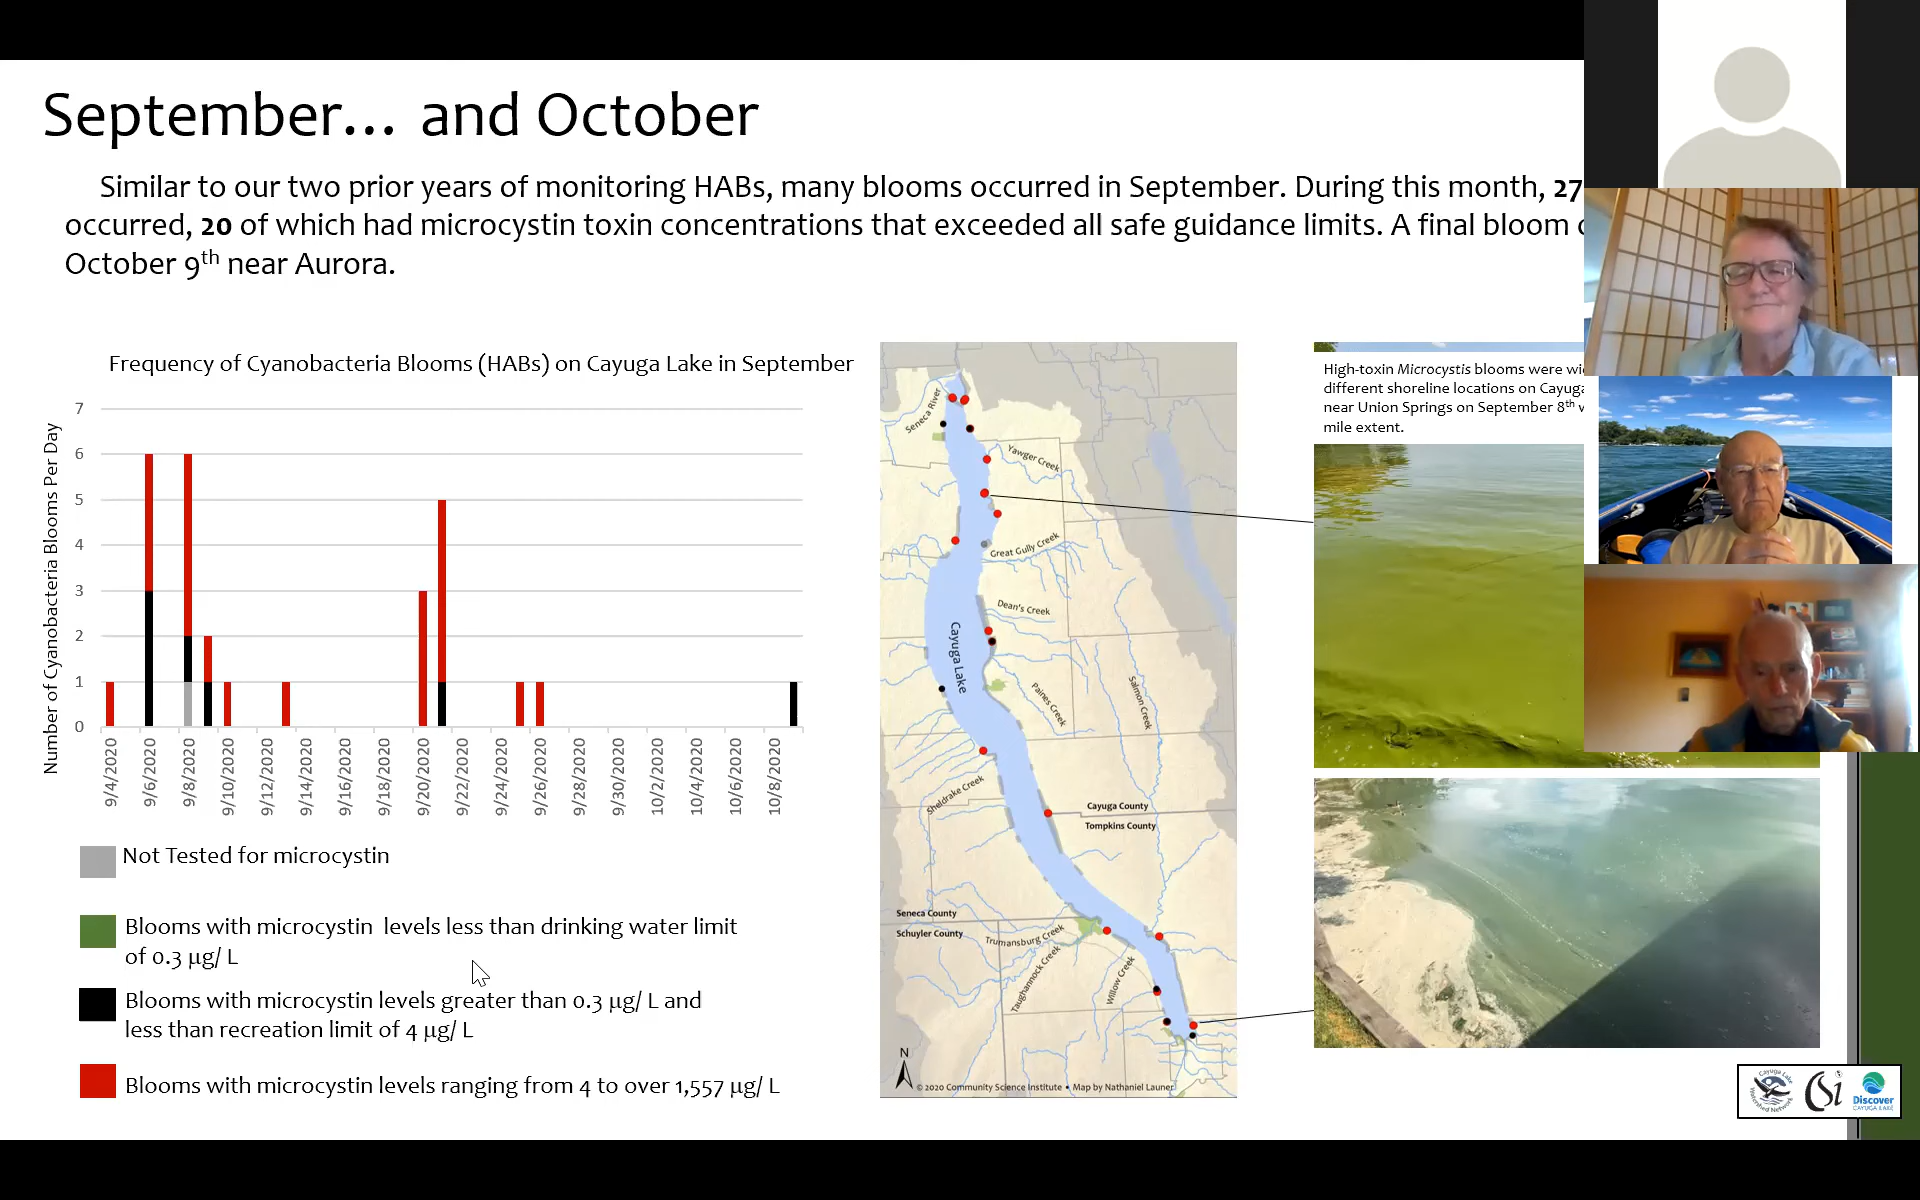 September... and October
Similar to our two prior years of monitoring HABs, many blooms occurred in September. During this month, 27
occurred, 20 of which had microcystin toxin concentrations that exceeded all safe guidance limits. A final bloom
October 9th near Aurora.
Frequency of Cyanobacteria Blooms (HABs) on Cayuga Lake in September
Number of Cyanobacteria Blooms Per Day
7
6
5
4
3
2
1
0
9/4/2020
9/6/2020
9/8/2020
9/10/2020
9/12/2020
9/14/2020
9/16/2020
9/18/2020
9/20/2020
9/22/2020
9/24/2020
9/26/2020
9/28/2020
9/30/2020
10/2/2020
10/4/2020
10/6/2020
10/8/2020
Not Tested for microcystin
Blooms with microcystin levels less than drinking water limit
of 0.3 µg/ L
Blooms with microcystin levels greater than 0.3 µg/ L and
less than recreation limit of 4 µg/ L
Blooms with microcystin levels ranging from 4 to over 1,557 µg/ L
Seneca River
Yawger Creek
Great Gully Creek
Dean's Creek
Cayuga Lake
Paines Creek
Salmon Creek
Sheldrake Creek
Cayuga County
Tompkins County
Seneca County
Schuyler County
Trumansburg Creek
Taughannock Creek
Willow Creek
N
© 2020 Community Science Institute • Map by Nathaniel Launer
High-toxin Microcystis blooms were
different shoreline locations on Cayuga
near Union Springs on September 8th
mile extent.
Cayuga Lake
Watershed Network
CSi
Discover
CAYUGA LAKE